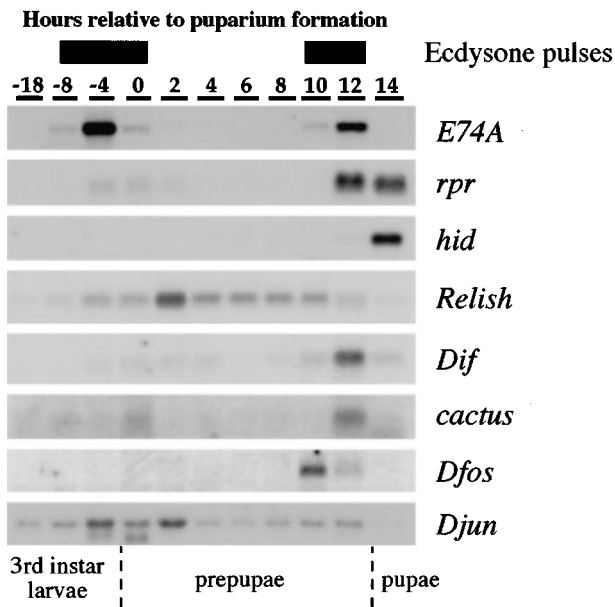 Hours relative to puparium formation
Ecdysone pulses
-18 -8 -4 0 2 4 6 8 10 12 14
E74A
rpr
hid
Relish
Dif
cactus
Dfos
Djun
3rd instar
larvae
prepupae
pupae